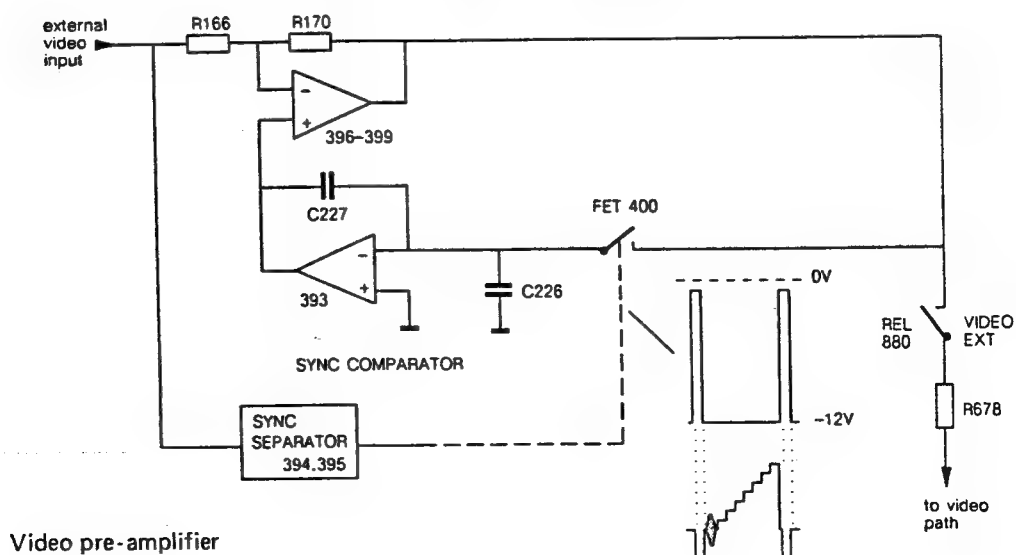 external
video
input
R166
R170
-
+
396-399
C227
FET 400
-
+
393
C226
0V
SYNC COMPARATOR
REL
880
VIDEO
EXT
R678
-12V
SYNC
SEPARATOR
394.395
to video
path
Video pre-amplifier